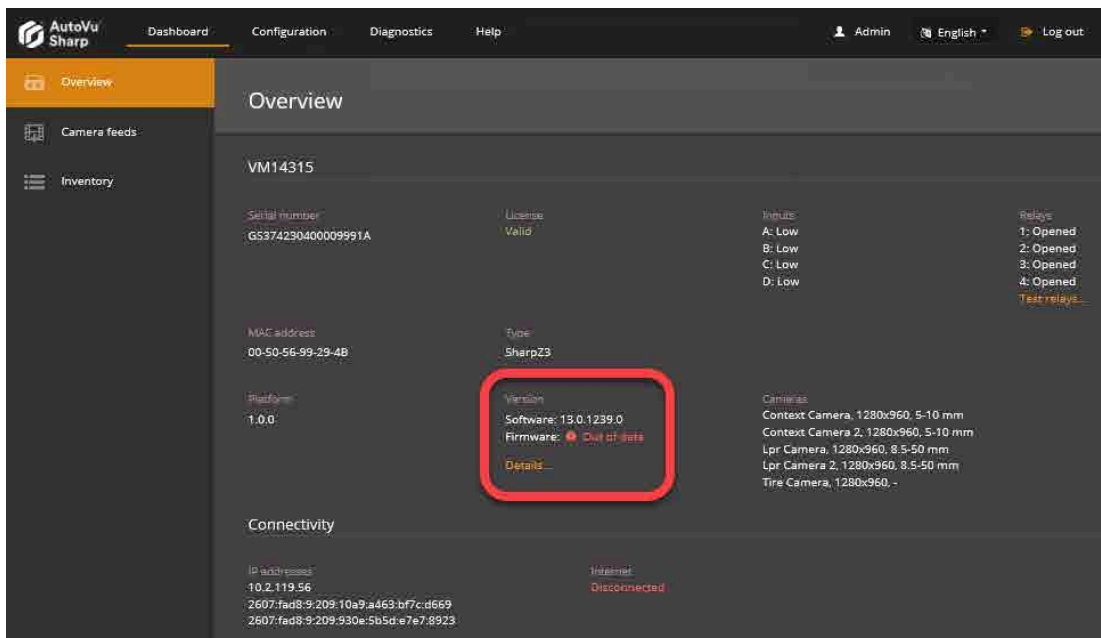 AutoVu
Sharp
Dashboard
Configuration
Diagnostics
Help
Admin
English
Log out
Overview
Camera feeds
Inventory
Overview
VM14315
Serial number
GS374230400009991A
License
Valid
Inputs
A: Low
B: Low
C: Low
D: Low
Relays
1: Opened
2: Opened
3: Opened
4: Opened
Test relays...
MAC address
00-50-56-99-29-4B
Type
SharpZ3
Platform
1.0.0
Version
Software: 13.0.1239.0
Firmware: Out of date
Details...
Cameras
Context Camera, 1280x960, 5-10 mm
Context Camera 2, 1280x960, 5-10 mm
Lpr Camera, 1280x960, 8.5-50 mm
Lpr Camera 2, 1280x960, 8.5-50 mm
Tire Camera, 1280x960, -
Connectivity
IP addresses
10.2.119.56
2607:fad8:9:209:10a9:a463:bf7c:d669
2607:fad8:9:209:930e:5b5d:e7e7:8923
Internet
Disconnected